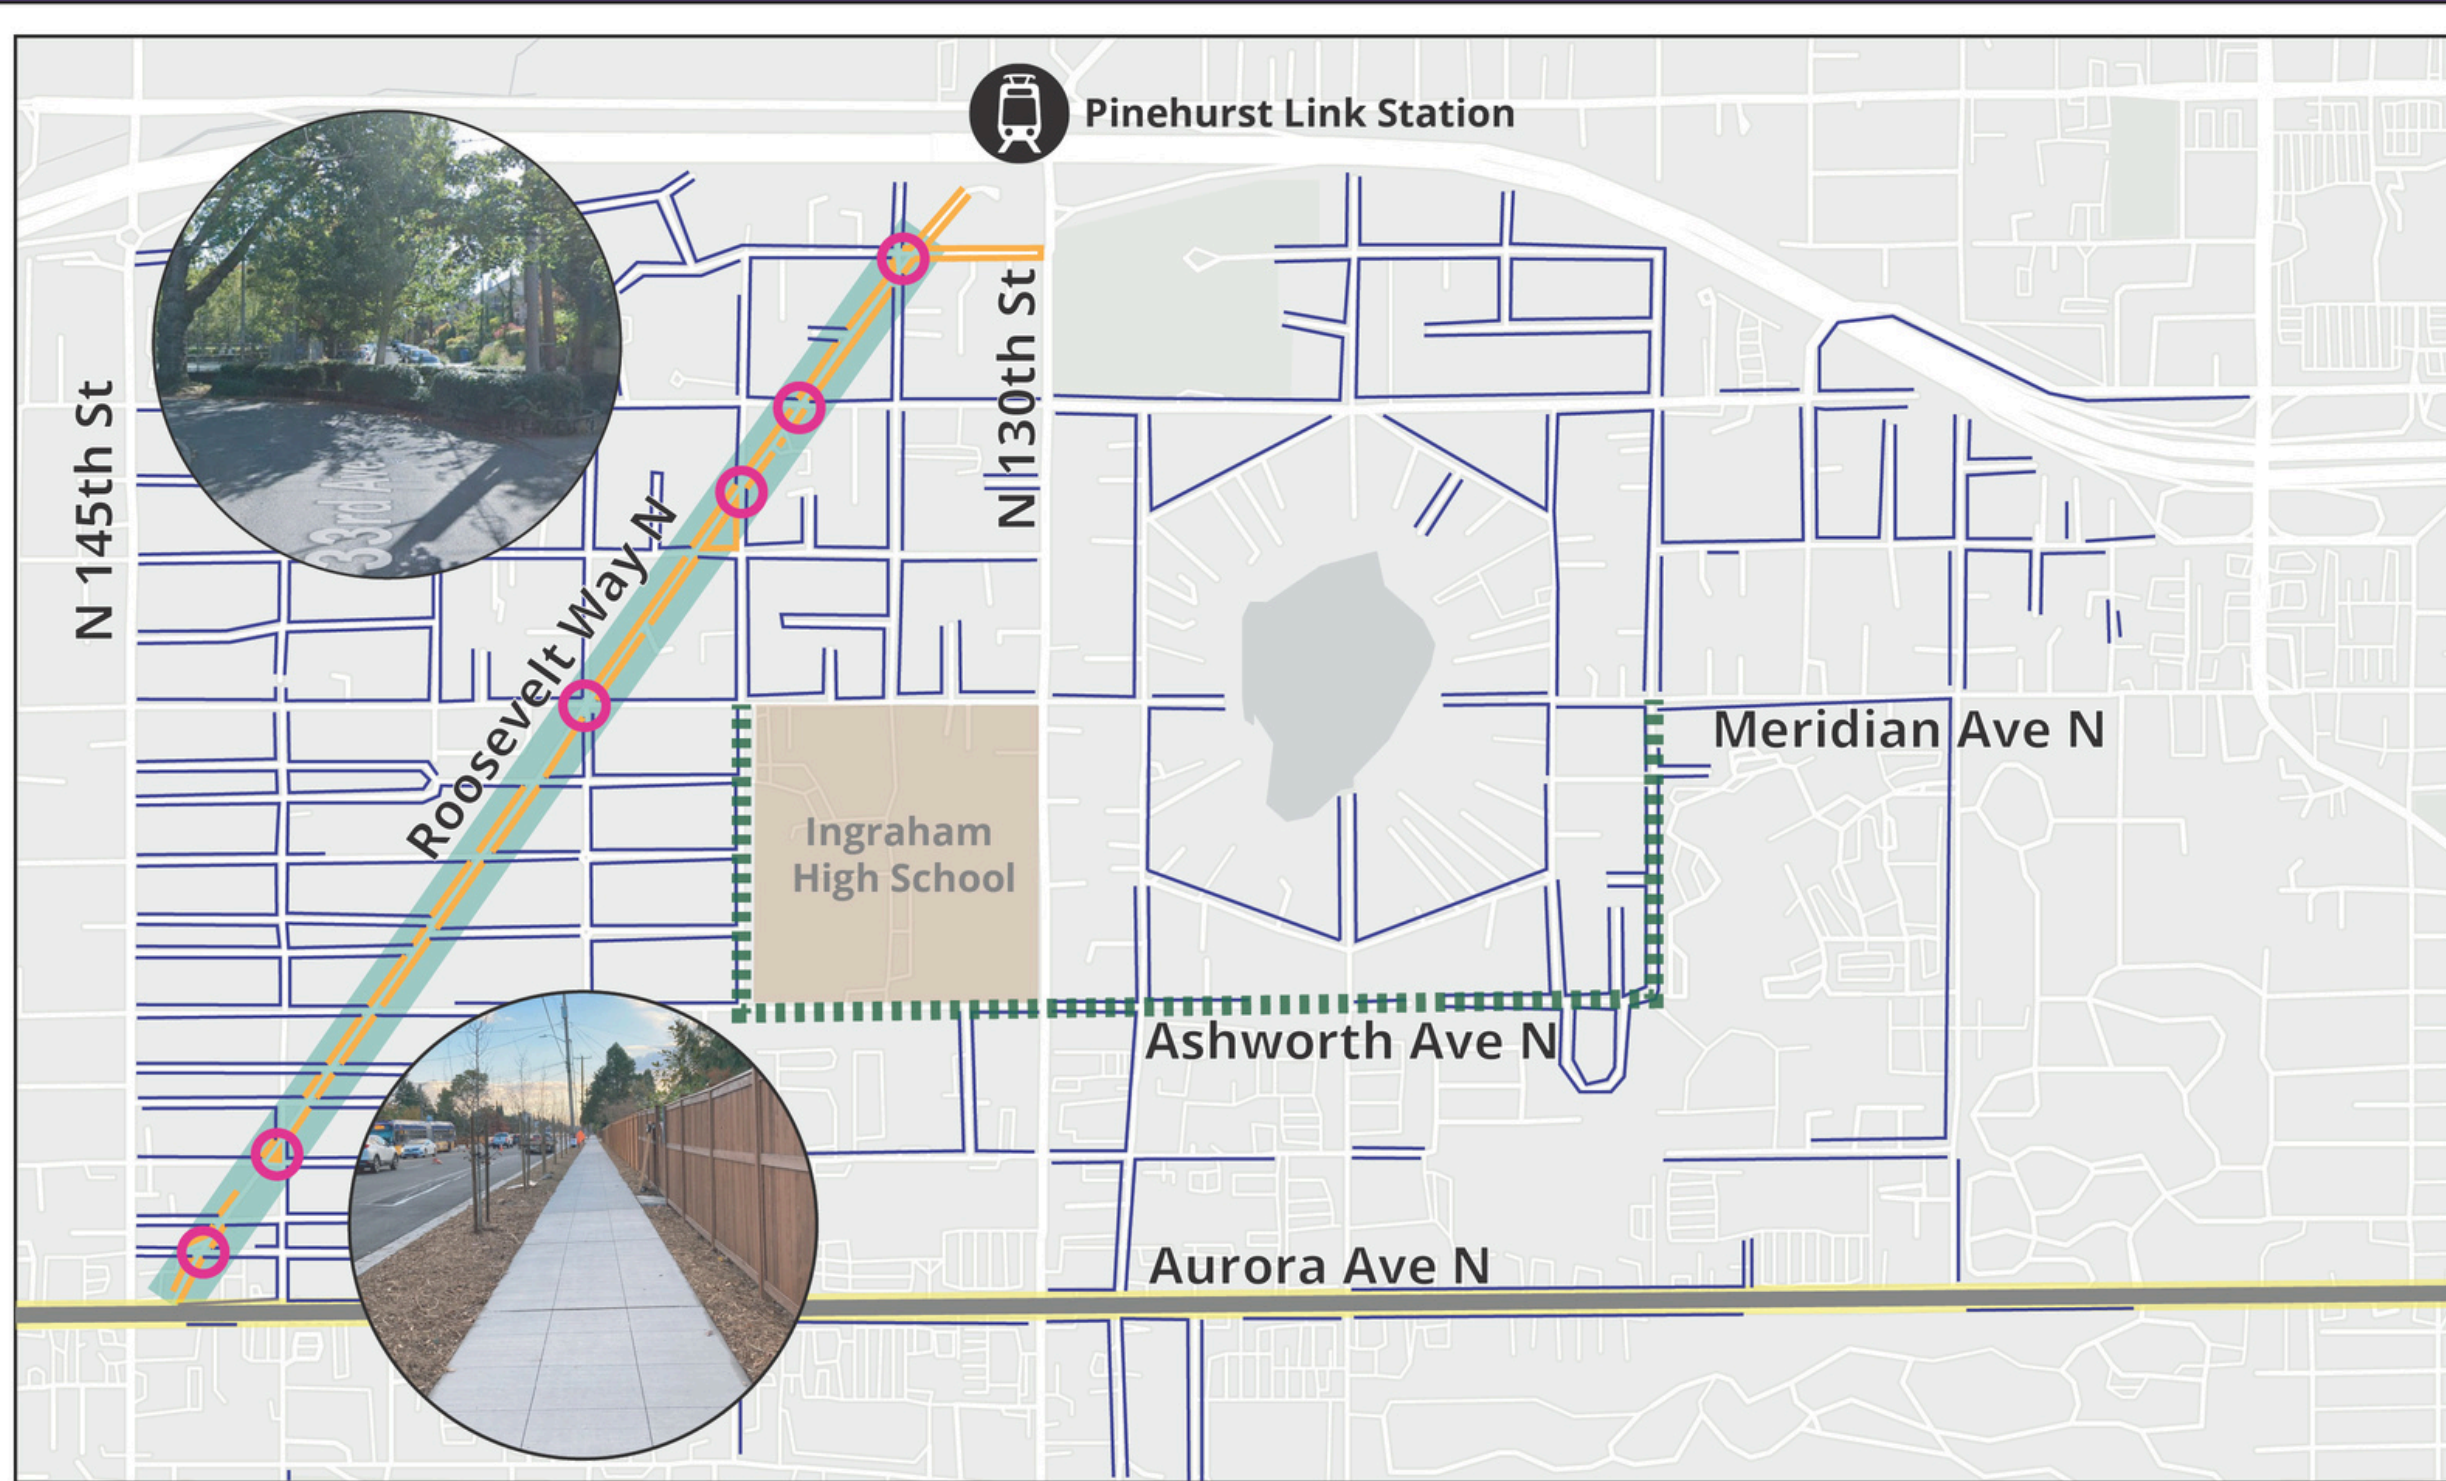 Pinehurst Link Station
N 145th St
33rd Ave
N 130th St
Roosevelt Way N
Meridian Ave N
Ingraham
High School
Ashworth Ave N
Aurora Ave N